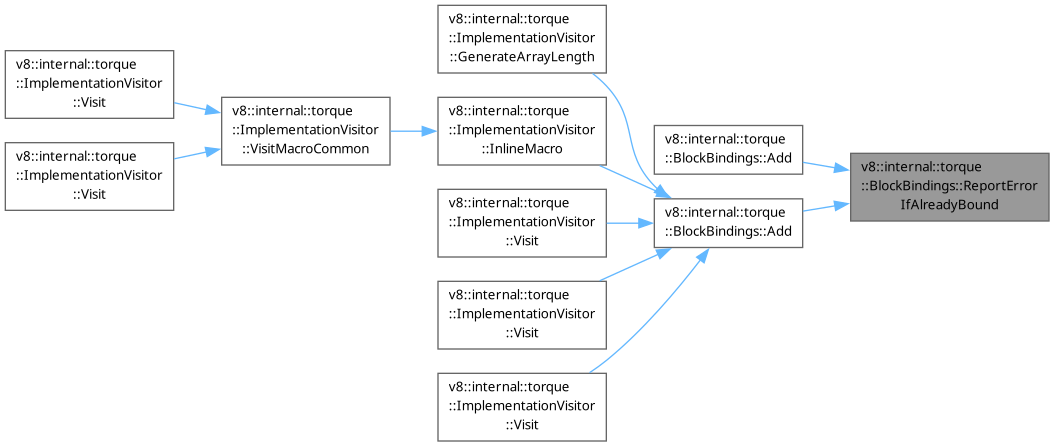 v8::internal::torque
::ImplementationVisitor
::Visit
v8::internal::torque
::ImplementationVisitor
::Visit
v8::internal::torque
::ImplementationVisitor
::VisitMacroCommon
v8::internal::torque
::ImplementationVisitor
::GenerateArrayLength
v8::internal::torque
::ImplementationVisitor
::InlineMacro
v8::internal::torque
::ImplementationVisitor
::Visit
v8::internal::torque
::ImplementationVisitor
::Visit
v8::internal::torque
::ImplementationVisitor
::Visit
v8::internal::torque
::BlockBindings::Add
v8::internal::torque
::BlockBindings::Add
v8::internal::torque
::BlockBindings::ReportError
IfAlreadyBound